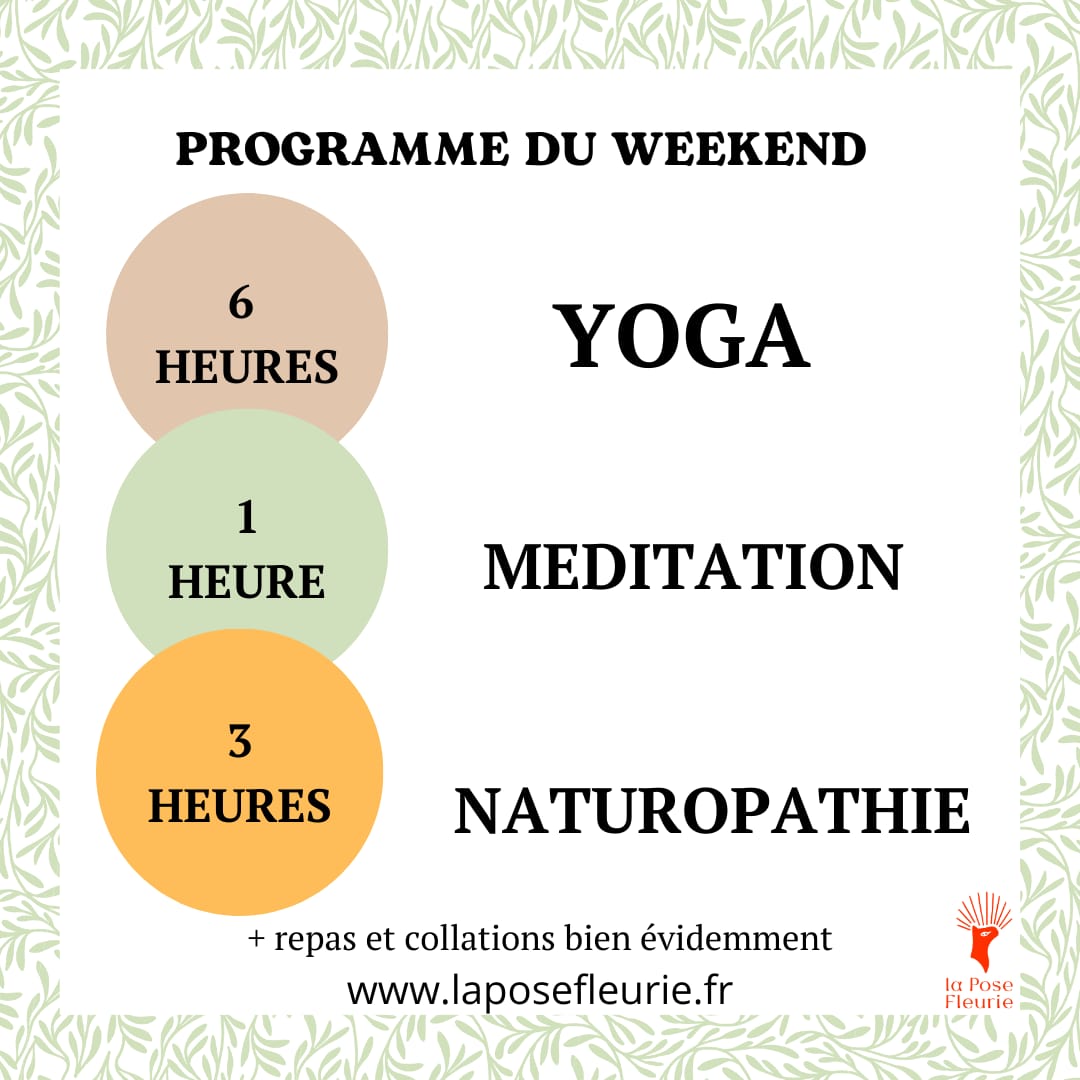 PROGRAMME DU WEEKEND
6
HEURES
YOGA
1
HEURE
MEDITATION
3
HEURES
NATUROPATHIE
+ repas et collations bien évidemment
www.laposefleurie.fr
la Pose
Fleurie